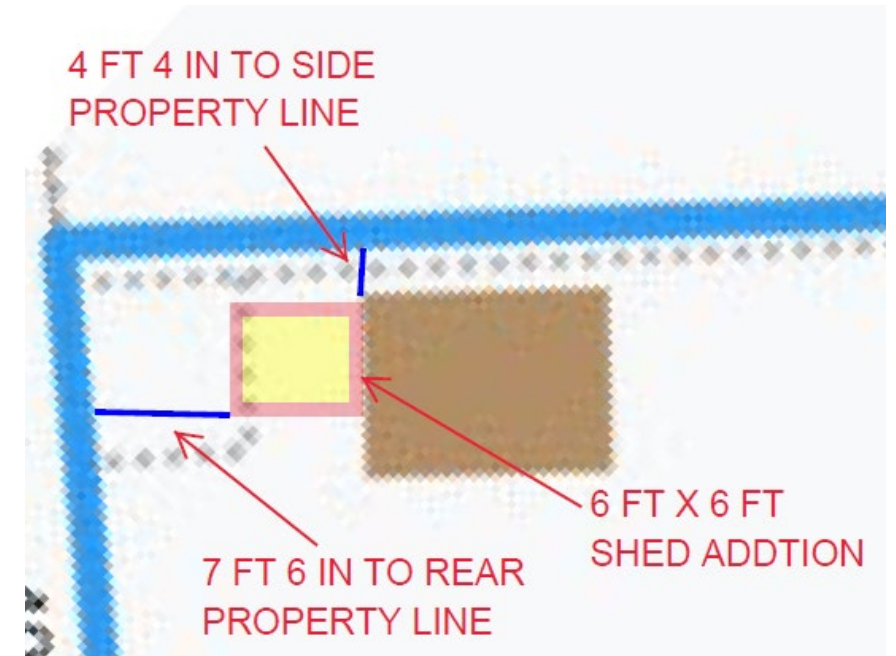 4 FT 4 IN TO SIDE
PROPERTY LINE
6 FT X 6 FT
SHED ADDTION
7 FT 6 IN TO REAR
PROPERTY LINE